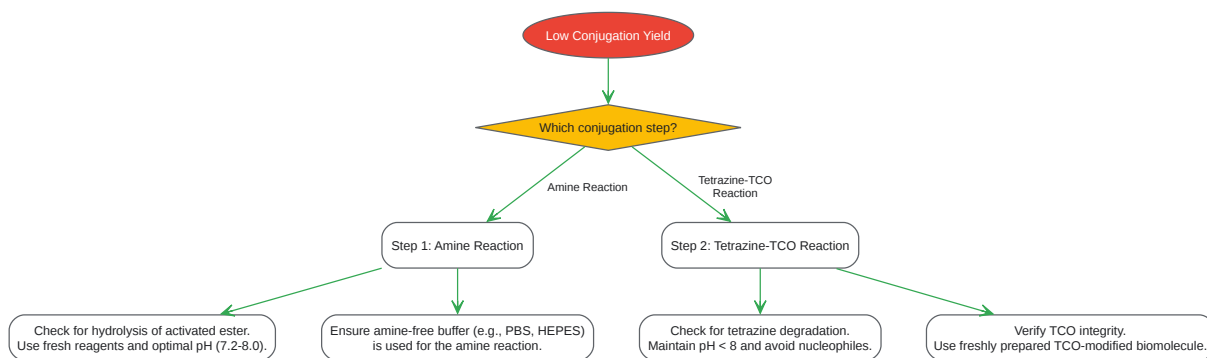 Low Conjugation Yield
Which conjugation step?
Amine Reaction
Tetrazine-TCO
Reaction
Step 1: Amine Reaction
Step 2: Tetrazine-TCO Reaction
Check for hydrolysis of activated ester.
Use fresh reagents and optimal pH (7.2-8.0).
Ensure amine-free buffer (e.g., PBS, HEPES)
is used for the amine reaction.
Check for tetrazine degradation.
Maintain pH < 8 and avoid nucleophiles.
Verify TCO integrity.
Use freshly prepared TCO-modified biomolecule.